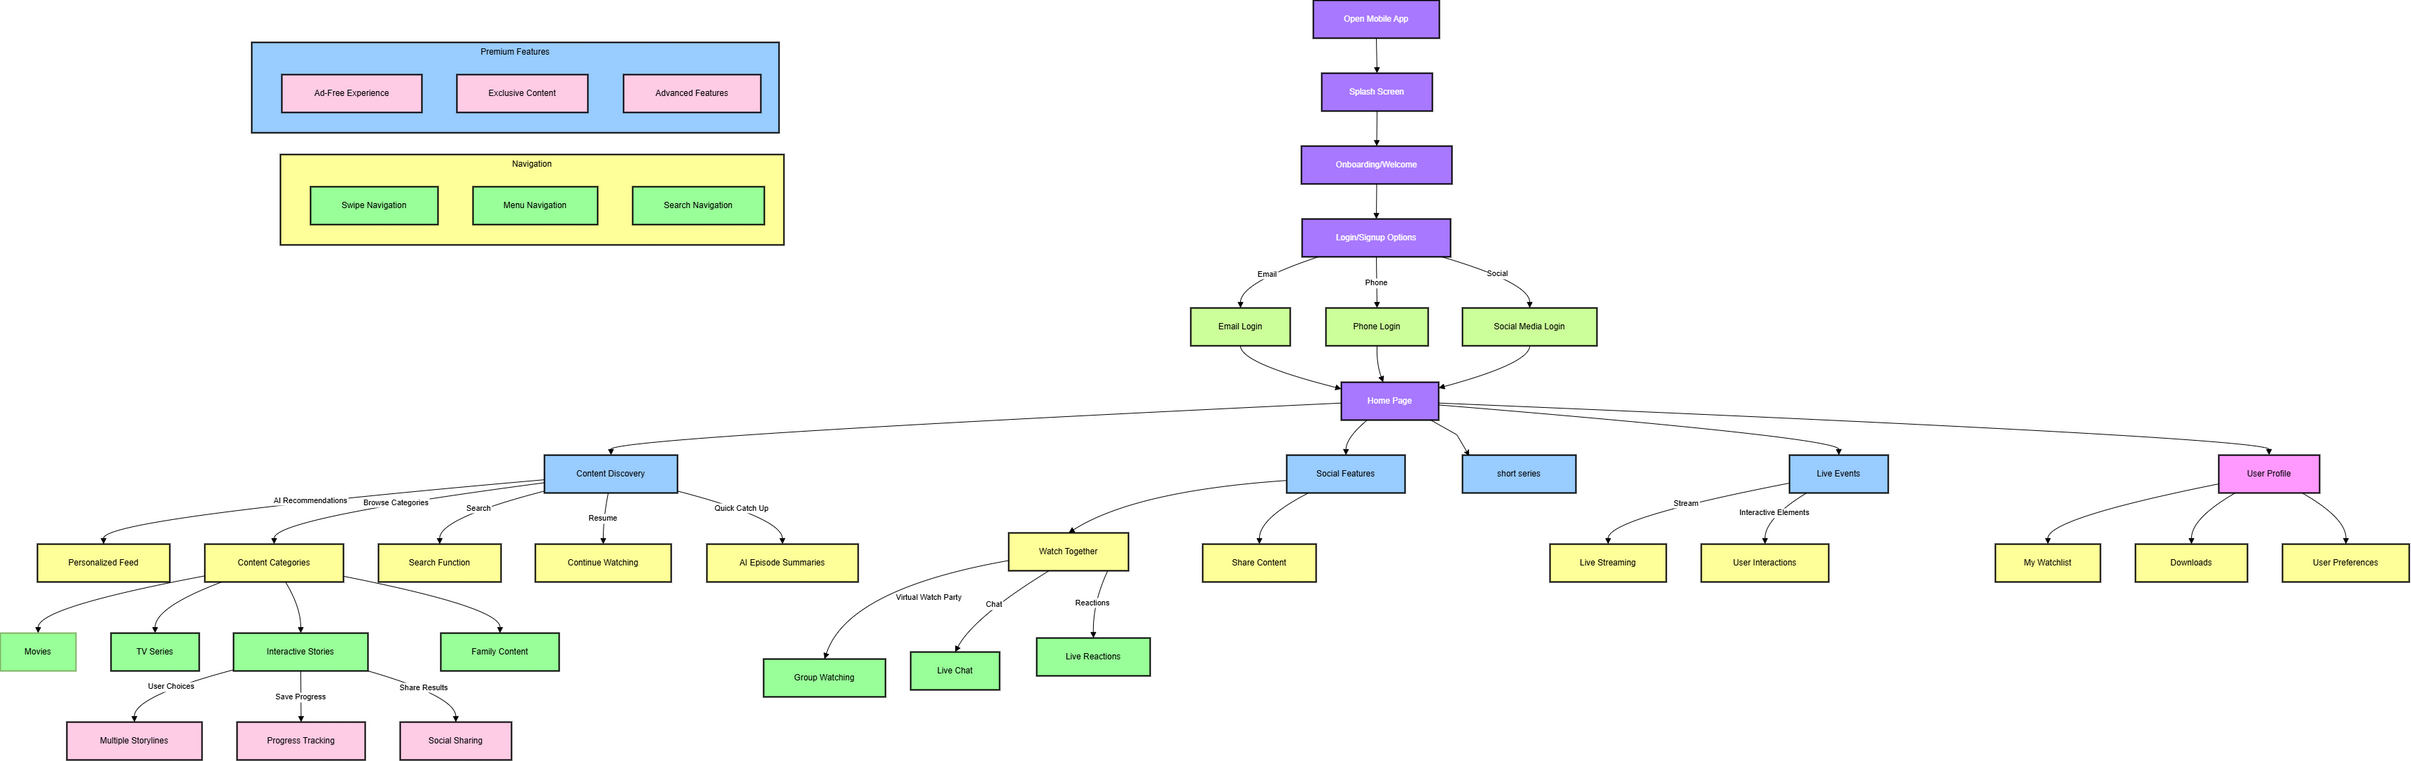 Open Mobile App
Premium Features
Ad-Free Experience
Exclusive Content
Advanced Features
Splash Screen
Navigation
Onboarding/Welcome
Swipe Navigation
Menu Navigation
Search Navigation
Login/Signup Options
Email
Phone
Social
Email Login
Phone Login
Social Media Login
Home Page
Content Discovery
Social Features
short series
Live Events
User Profile
AI Recommendations
Browse Categories
Search
Resume
Quick Catch Up
Stream
Interactive Elements
Personalized Feed
Content Categories
Search Function
Continue Watching
AI Episode Summaries
Watch Together
Share Content
Live Streaming
User Interactions
My Watchlist
Downloads
User Preferences
Virtual Watch Party
Chat
Reactions
Movies
TV Series
Interactive Stories
Family Content
Group Watching
Live Chat
Live Reactions
User Choices
Save Progress
Share Results
Multiple Storylines
Progress Tracking
Social Sharing